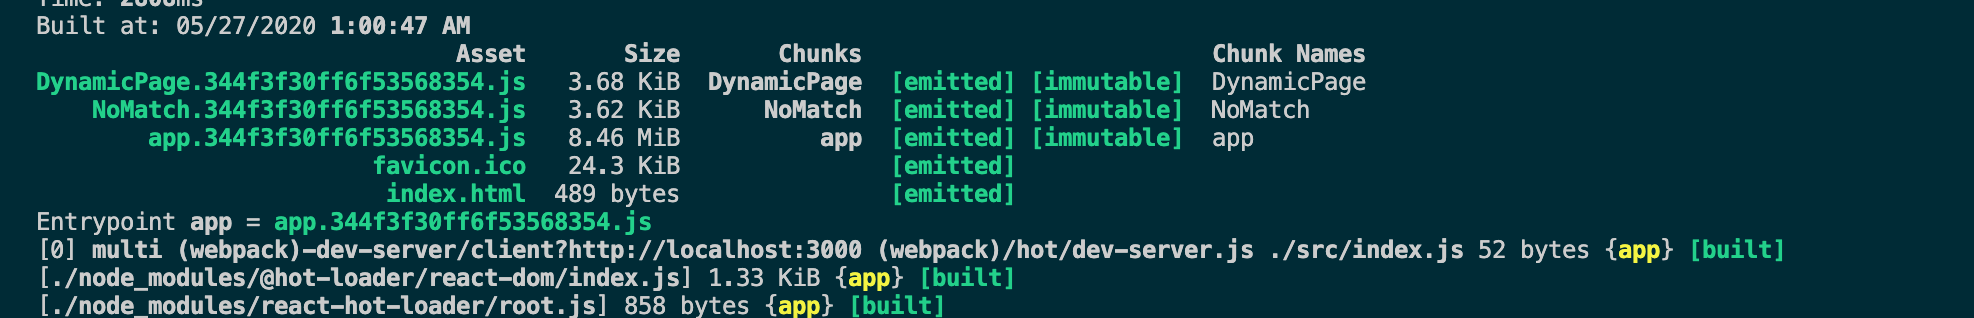 Time: 2808ms
Built at: 05/27/2020 1:00:47 AM
Asset Size Chunks Chunk Names
DynamicPage.344f3f30ff6f53568354.js 3.68 KiB DynamicPage [emitted] [immutable] DynamicPage
NoMatch.344f3f30ff6f53568354.js 3.62 KiB NoMatch [emitted] [immutable] NoMatch
app.344f3f30ff6f53568354.js 8.46 MiB app [emitted] [immutable] app
favicon.ico 24.3 KiB [emitted]
index.html 489 bytes [emitted]
Entrypoint app = app.344f3f30ff6f53568354.js
[0] multi (webpack)-dev-server/client?http://localhost:3000 (webpack)/hot/dev-server.js ./src/index.js 52 bytes {app} [built]
[./node_modules/@hot-loader/react-dom/index.js] 1.33 KiB {app} [built]
[./node_modules/react-hot-loader/root.js] 858 bytes {app} [built]